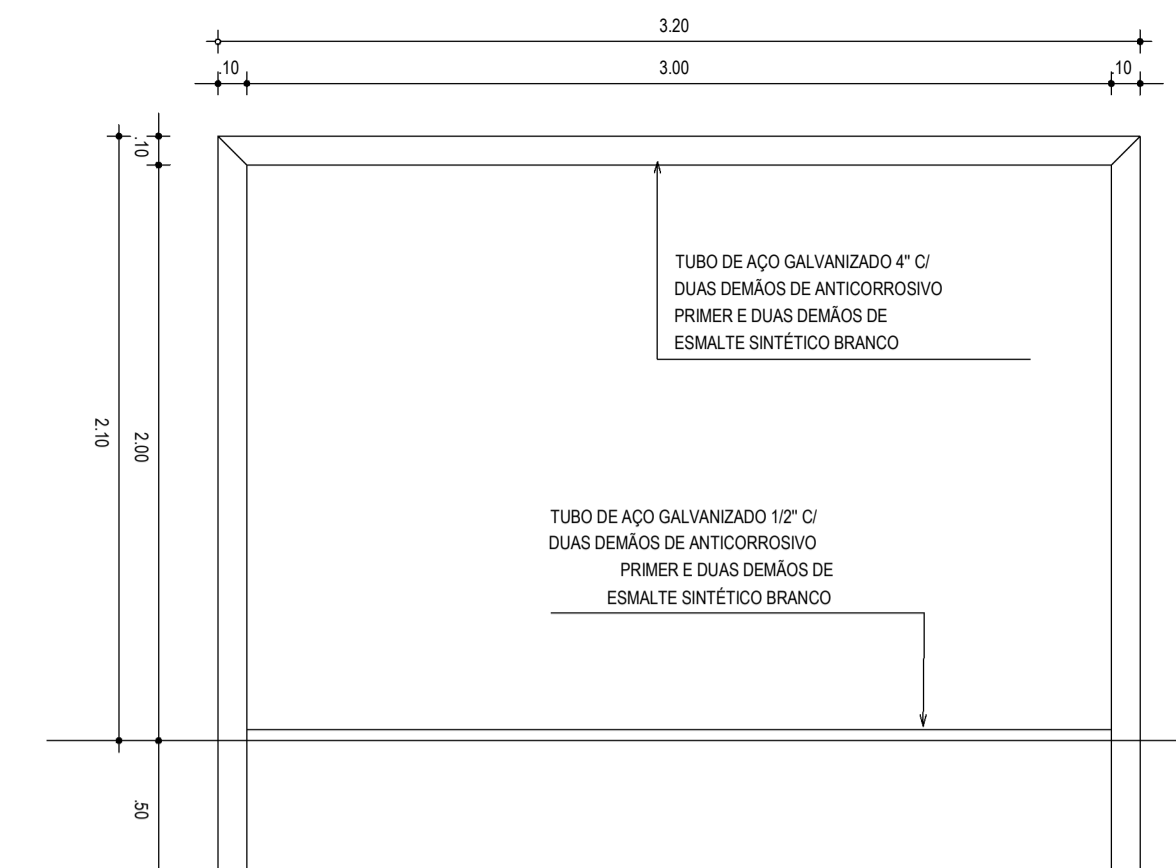 3.20
.10
3.00
.10
.10
TUBO DE AÇO GALVANIZADO 4" C/
DUAS DEMÃOS DE ANTICORROSIVO
PRIMER E DUAS DEMÃOS DE
ESMALTE SINTÉTICO BRANCO
2.10
2.00
TUBO DE AÇO GALVANIZADO 1/2" C/
DUAS DEMÃOS DE ANTICORROSIVO
PRIMER E DUAS DEMÃOS DE
ESMALTE SINTÉTICO BRANCO
.50